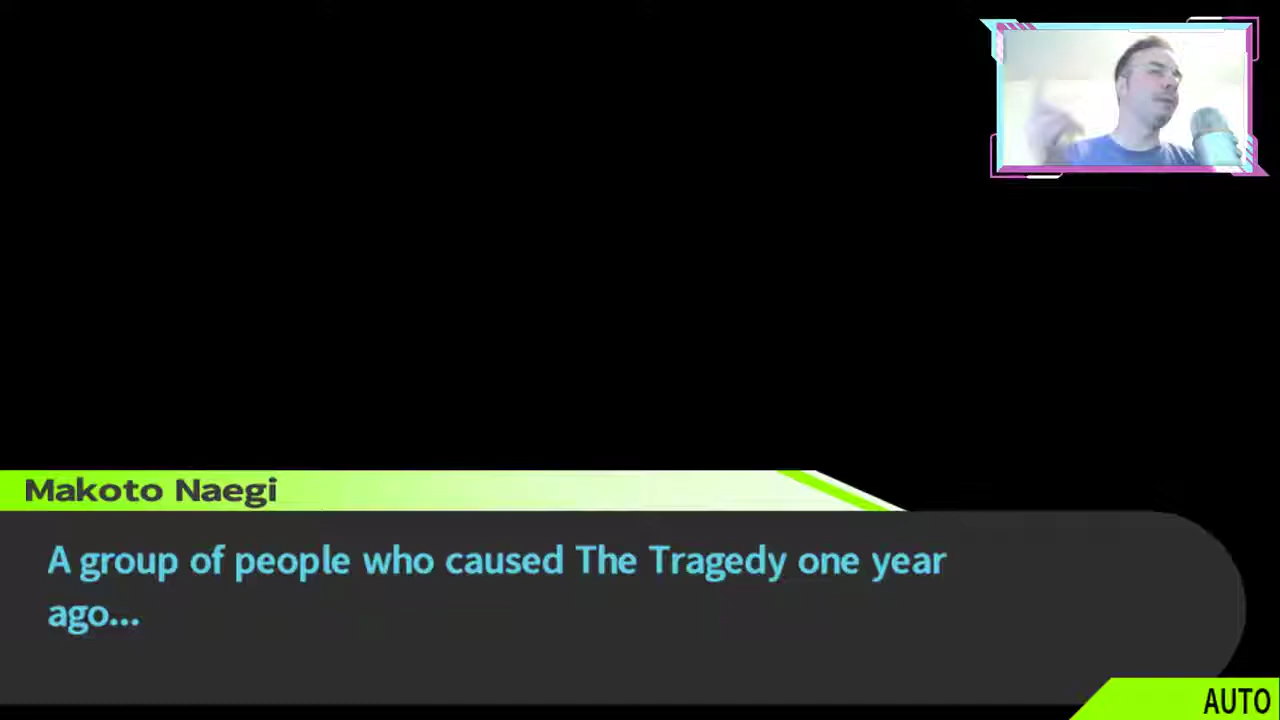 Makoto Naegi
A group of people who caused The Tragedy one year
ago...
AUTO